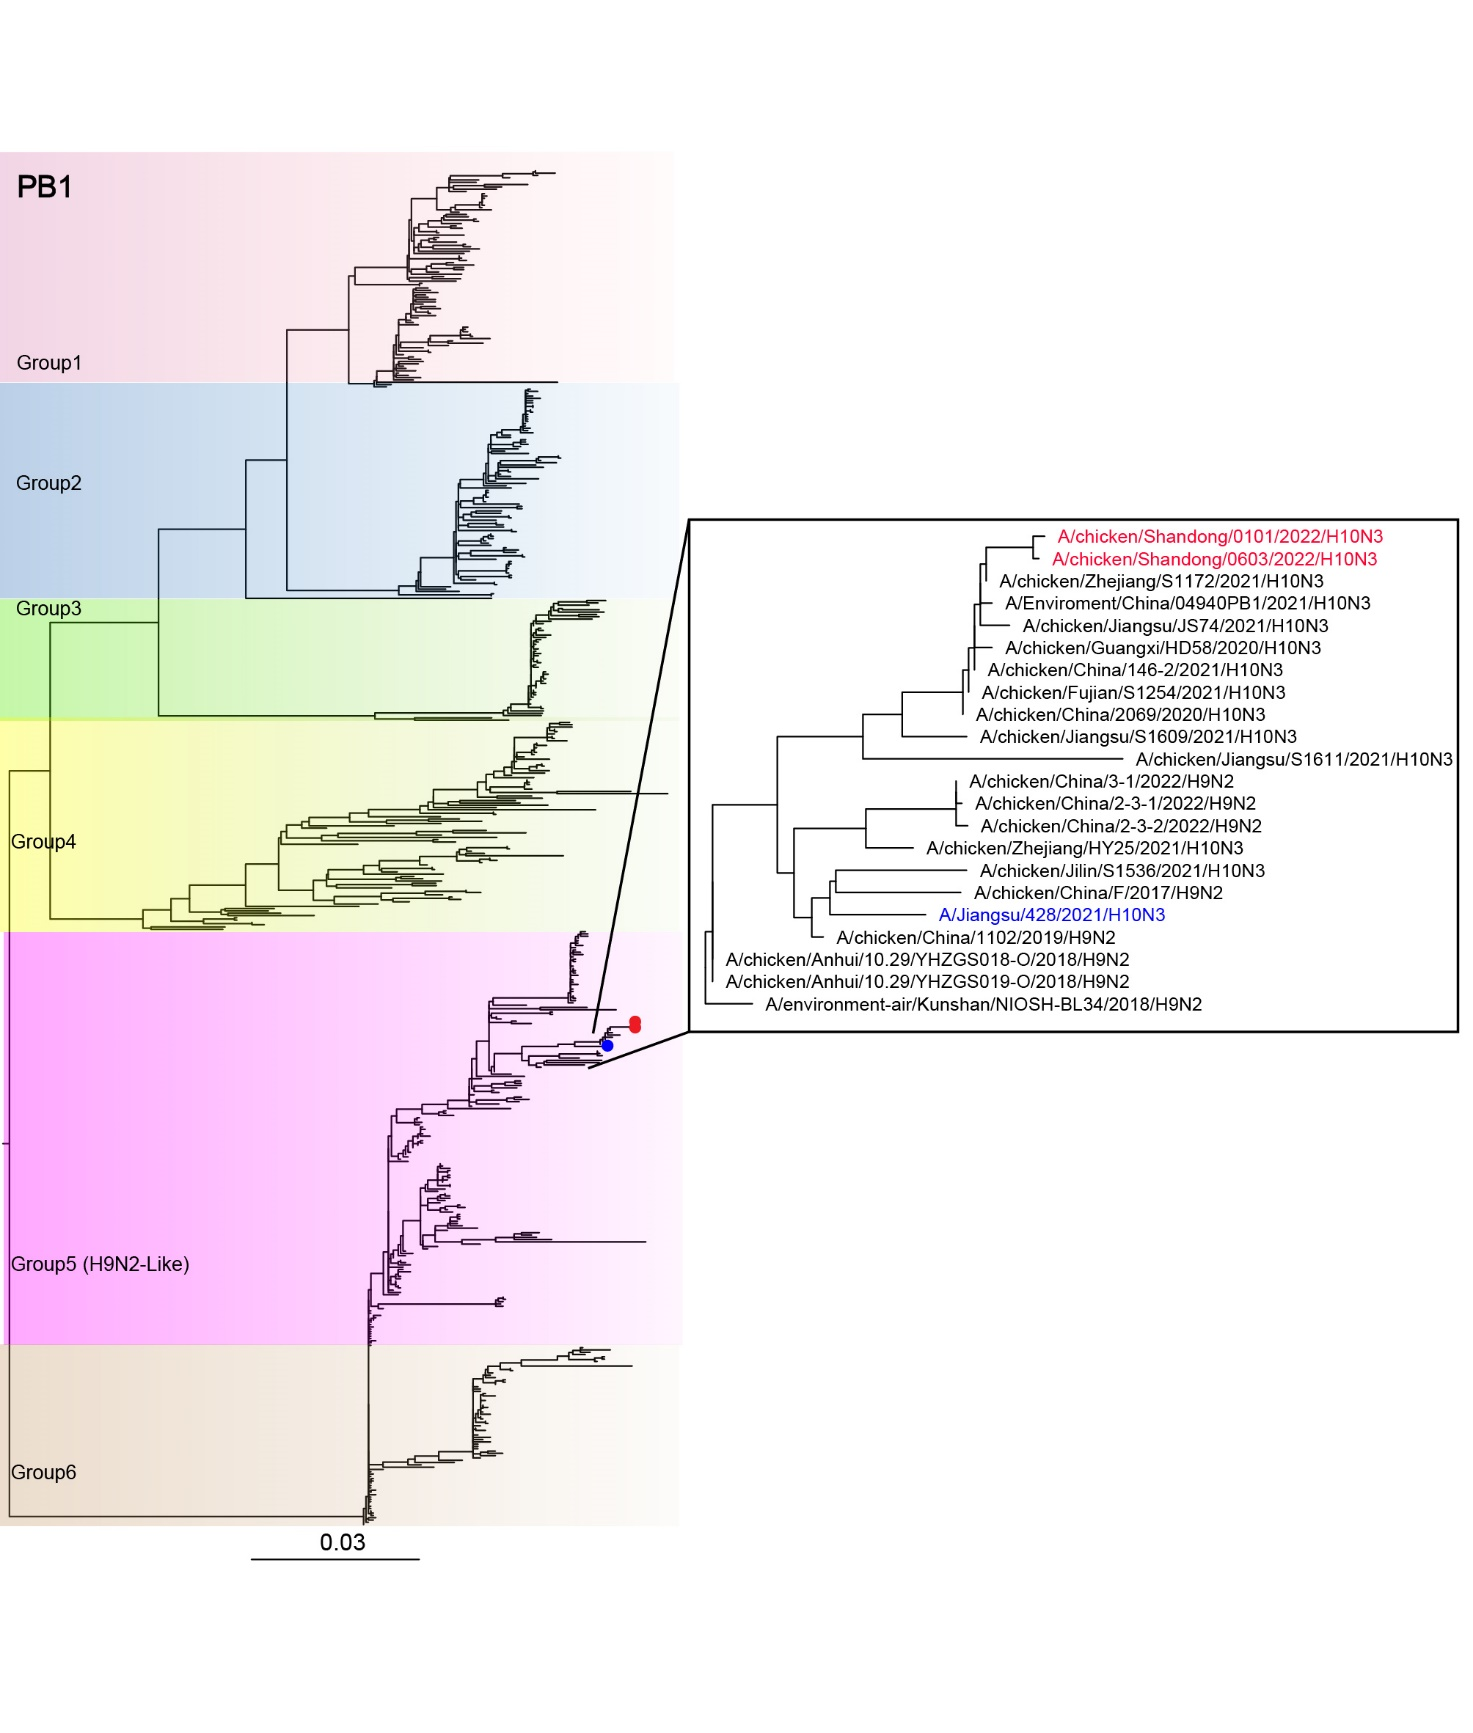 PB1
Group1
Group2
Group3
Group4
Group5 (H9N2-Like)
Group6
0.03
A/chicken/Shandong/0101/2022/H10N3
A/chicken/Shandong/0603/2022/H10N3
A/chicken/Zhejiang/S1172/2021/H10N3
A/Enviroment/China/04940PB1/2021/H10N3
A/chicken/Jiangsu/JS74/2021/H10N3
A/chicken/Guangxi/HD58/2020/H10N3
A/chicken/China/146-2/2021/H10N3
A/chicken/Fujian/S1254/2021/H10N3
A/chicken/China/2069/2020/H10N3
A/chicken/Jiangsu/S1609/2021/H10N3
A/chicken/Jiangsu/S1611/2021/H10N3
A/chicken/China/3-1/2022/H9N2
A/chicken/China/2-3-1/2022/H9N2
A/chicken/China/2-3-2/2022/H9N2
A/chicken/Zhejiang/HY25/2021/H10N3
A/chicken/Jilin/S1536/2021/H10N3
A/chicken/China/F/2017/H9N2
A/Jiangsu/428/2021/H10N3
A/chicken/China/1102/2019/H9N2
A/chicken/Anhui/10.29/YHZGS018-O/2018/H9N2
A/chicken/Anhui/10.29/YHZGS019-O/2018/H9N2
A/environment-air/Kunshan/NIOSH-BL34/2018/H9N2